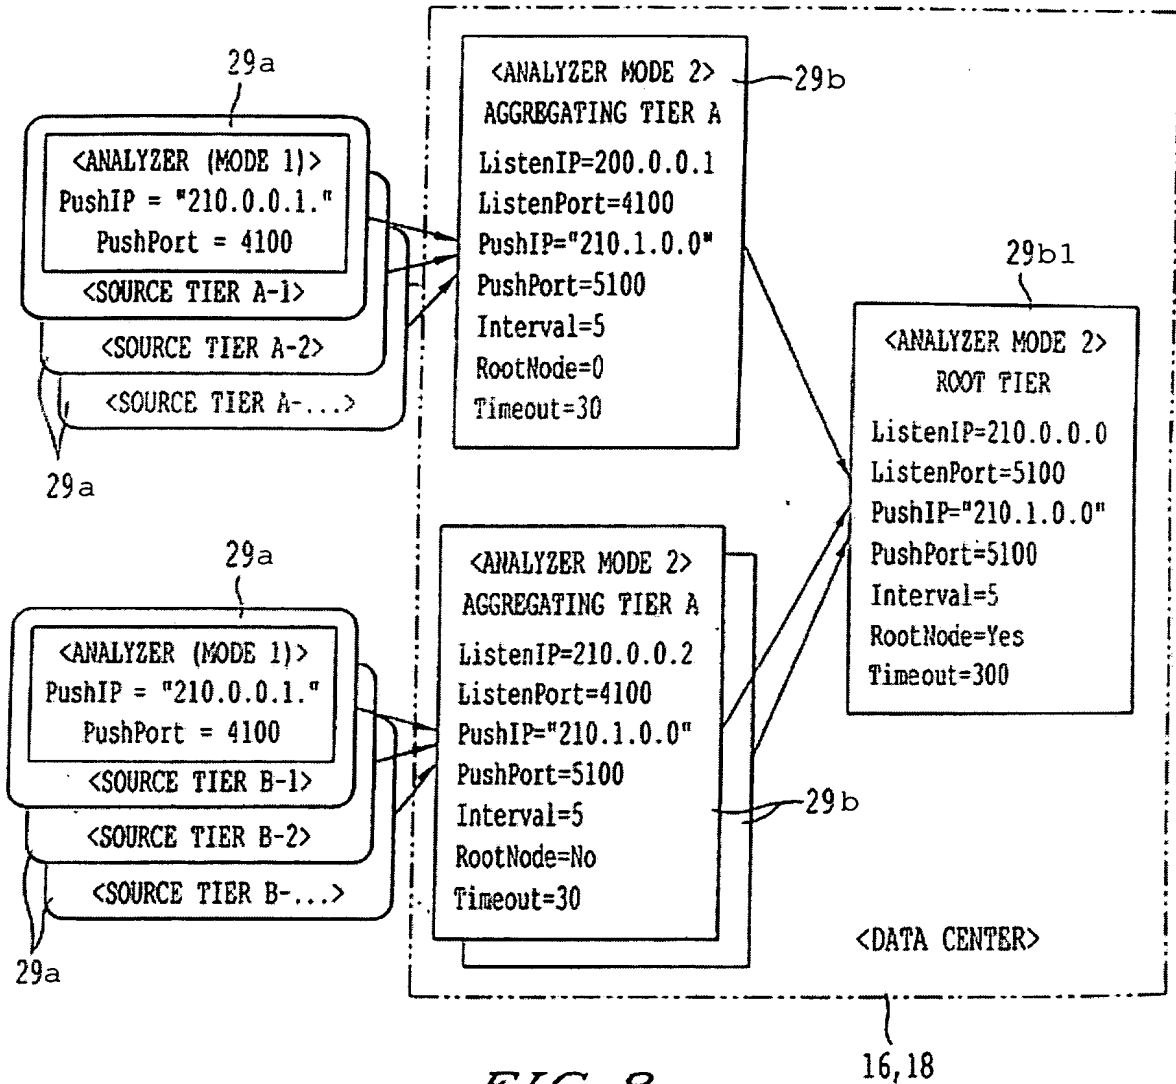 29a
<ANALYZER (MODE 1)>
PushIP = "210.0.0.1."
PushPort = 4100
<SOURCE TIER A-1>
<SOURCE TIER A-2>
<SOURCE TIER A-...>
29a
<ANALYZER MODE 2>
AGGREGATING TIER A
ListenIP=200.0.0.1
ListenPort=4100
PushIP="210.1.0.0"
PushPort=5100
Interval=5
RootNode=0
Timeout=30
29b
29b1
<ANALYZER MODE 2>
ROOT TIER
ListenIP=210.0.0.0
ListenPort=5100
PushIP="210.1.0.0"
PushPort=5100
Interval=5
RootNode=Yes
Timeout=300
29a
<ANALYZER (MODE 1)>
PushIP = "210.0.0.1."
PushPort = 4100
<SOURCE TIER B-1>
<SOURCE TIER B-2>
<SOURCE TIER B-...>
29a
<ANALYZER MODE 2>
AGGREGATING TIER A
ListenIP=210.0.0.2
ListenPort=4100
PushIP="210.1.0.0"
PushPort=5100
Interval=5
RootNode=No
Timeout=30
29b
<DATA CENTER>
16,18
FIG. 8